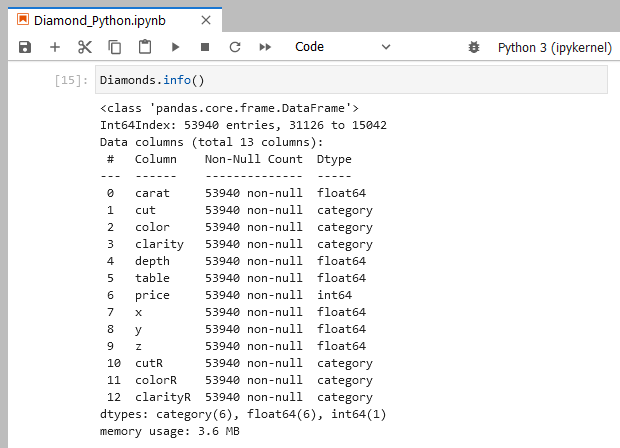 Diamond_Python.ipynb
Code
Python 3 (ipykernel)
[15]: Diamonds.info()
<class 'pandas.core.frame.DataFrame'>
Int64Index: 53940 entries, 31126 to 15042
Data columns (total 13 columns):
 #   Column    Non-Null Count  Dtype
---  ------    --------------  -----
 0   carat     53940 non-null  float64
 1   cut       53940 non-null  category
 2   color     53940 non-null  category
 3   clarity   53940 non-null  category
 4   depth     53940 non-null  float64
 5   table     53940 non-null  float64
 6   price     53940 non-null  int64
 7   x         53940 non-null  float64
 8   y         53940 non-null  float64
 9   z         53940 non-null  float64
 10  cutR      53940 non-null  category
 11  colorR    53940 non-null  category
 12  clarityR  53940 non-null  category
dtypes: category(6), float64(6), int64(1)
memory usage: 3.6 MB